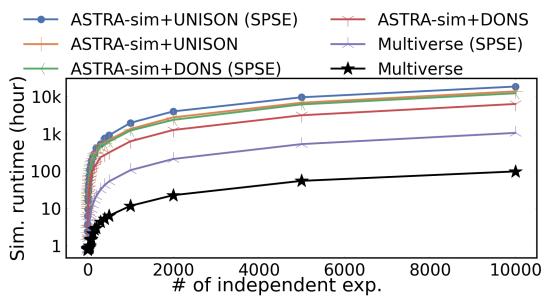 ASTRA-sim+UNISON (SPSE)
ASTRA-sim+UNISON
ASTRA-sim+DONS (SPSE)
ASTRA-sim+DONS
Multiverse (SPSE)
Multiverse
Sim. runtime (hour)
10k
1k
100
10
1
0 2000 4000 6000 8000 10000
# of independent exp.